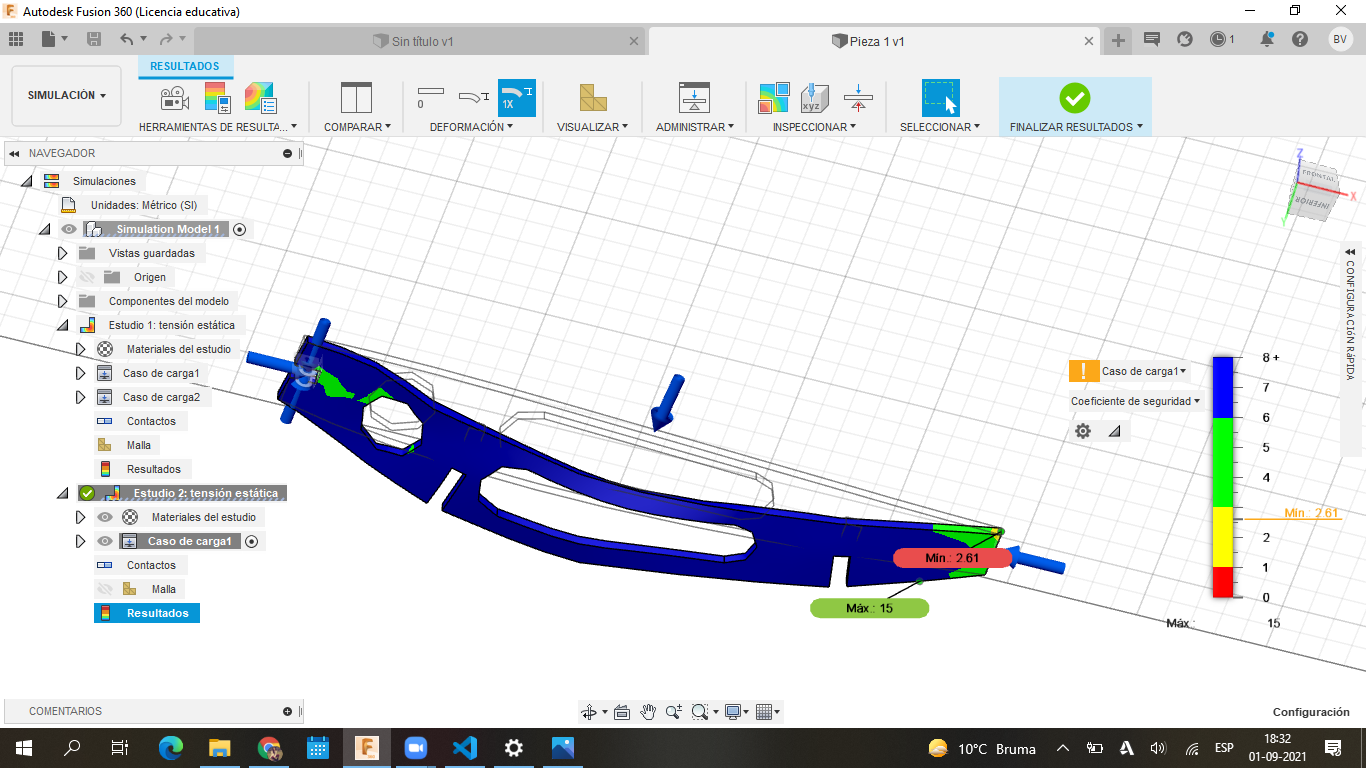 Autodesk Fusion 360 (Licencia educativa)
Sin título v1
Pieza 1 v1
1
BV
RESULTADOS
SIMULACIÓN
HERRAMIENTAS DE RESULTA...
COMPARAR
0
1X
DEFORMACIÓN
VISUALIZAR
ADMINISTRAR
xyz
INSPECCIONAR
SELECCIONAR
FINALIZAR RESULTADOS
NAVEGADOR
Simulaciones
Unidades: Métrico (SI)
Simulation Model 1
Vistas guardadas
Origen
Componentes del modelo
Estudio 1: tensión estática
Materiales del estudio
Caso de carga1
Caso de carga2
Contactos
Malla
Resultados
Estudio 2: tensión estática
Materiales del estudio
Caso de carga1
Contactos
Malla
Resultados
Z
FRONTAL
INFERIOR
X
Y
CONFIGURACIÓN RÁPIDA
Caso de carga1
Coeficiente de seguridad
8 +
7
6
5
4
Mín.: 2.61
2
1
0
Máx.: 15
Mín.: 2.61
Máx.: 15
COMENTARIOS
Configuración
10°C Bruma
ESP
18:32
01-09-2021